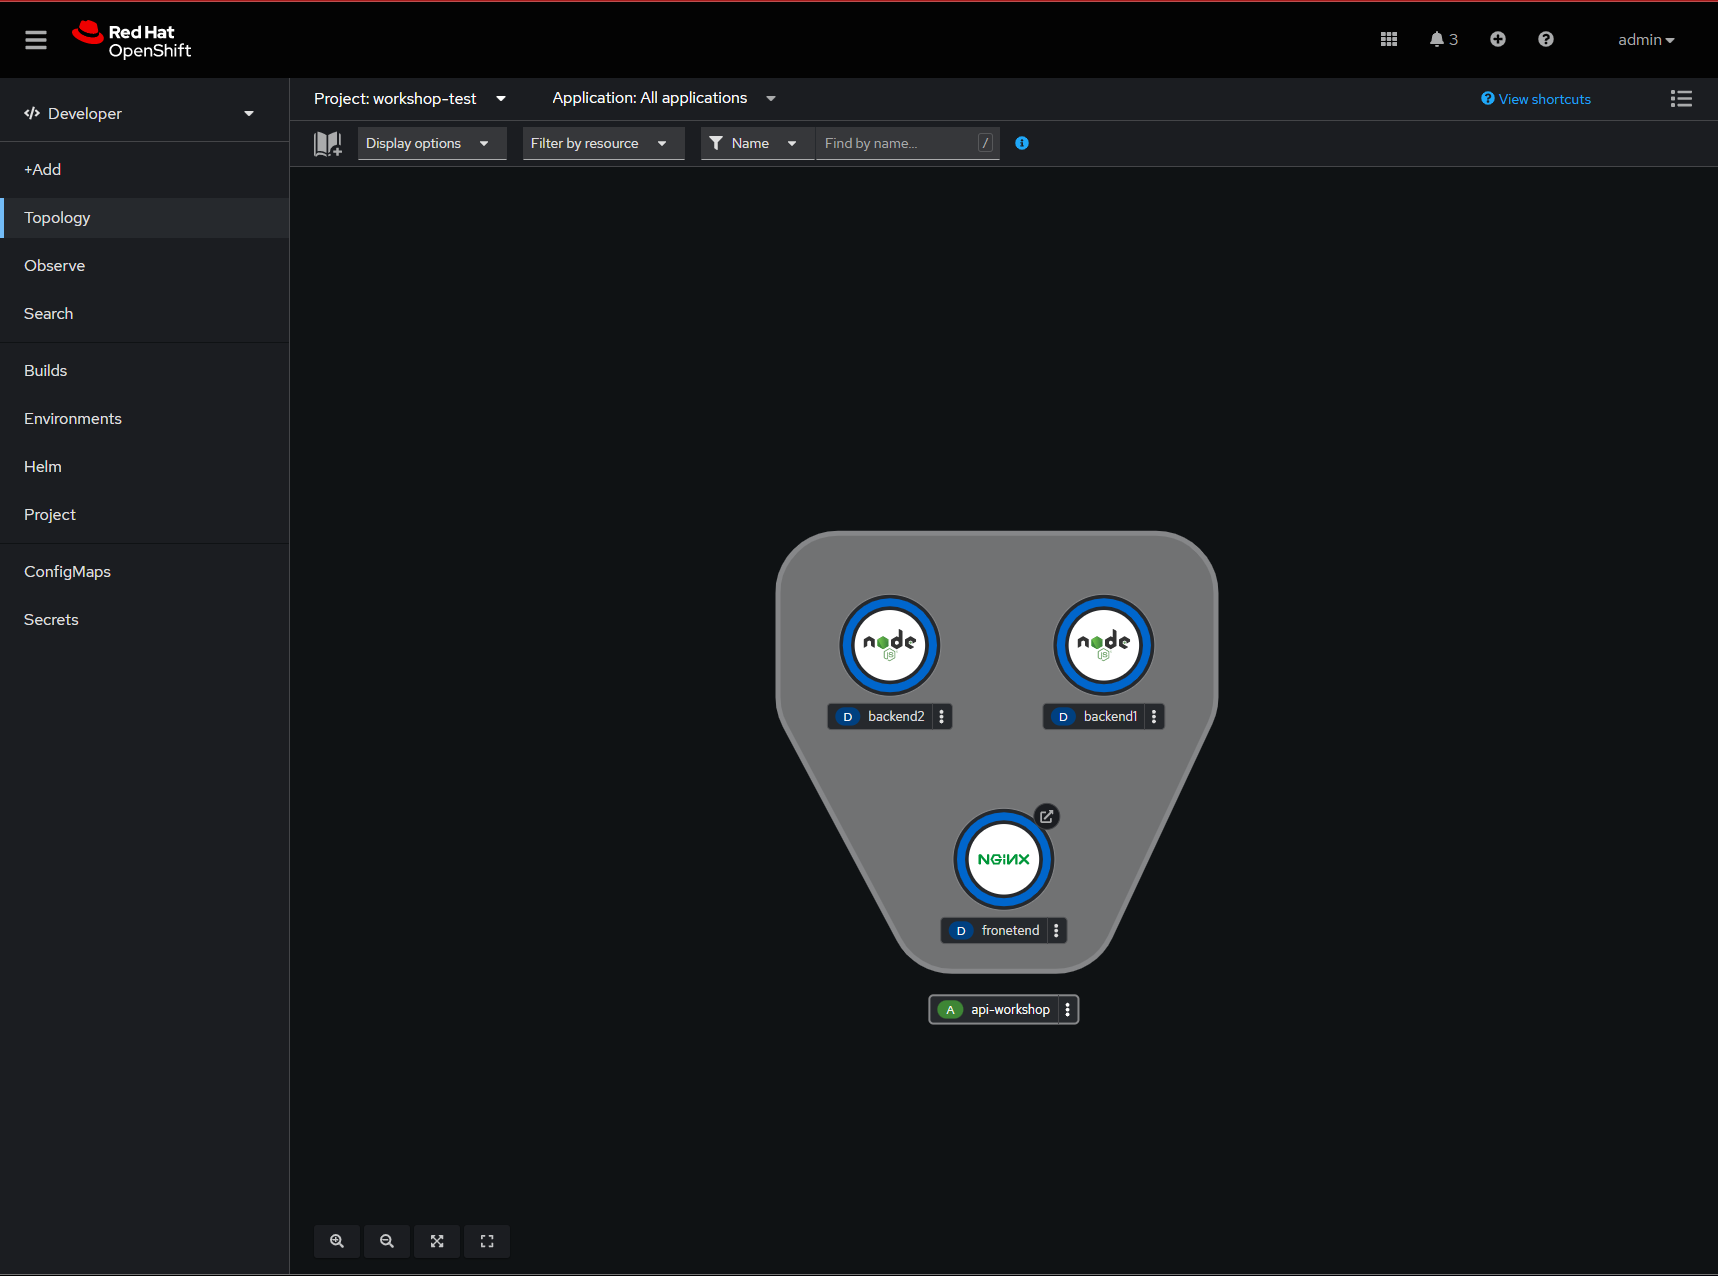 Red Hat
OpenShift
3
admin
Developer
Project: workshop-test
Application: All applications
View shortcuts
Display options
Filter by resource
Name
Find by name...
/
+Add
Topology
Observe
Search
Builds
Environments
Helm
Project
ConfigMaps
Secrets
node
JS
node
JS
D backend2
D backend1
NGINX
D fronetend
A api-workshop